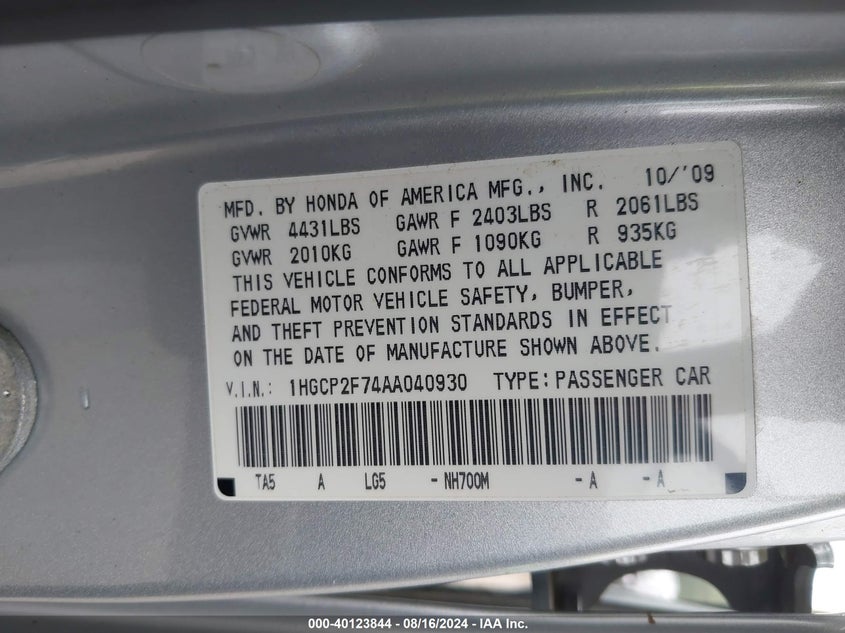 MFD. BY HONDA OF AMERICA MFG., INC. 10/'09
GVWR 4431LBS GAWR F 2403LBS R 2061LBS
GVWR 2010KG GAWR F 1090KG R 935KG
THIS VEHICLE CONFORMS TO ALL APPLICABLE
FEDERAL MOTOR VEHICLE SAFETY, BUMPER,
AND THEFT PREVENTION STANDARDS IN EFFECT
ON THE DATE OF MANUFACTURE SHOWN ABOVE.
V.I.N.: 1HGCP2F74AA040930 TYPE: PASSENGER CAR
TA5 A LG5 - NH700M - A - A
000-40123844 - 08/16/2024 - IAA Inc.